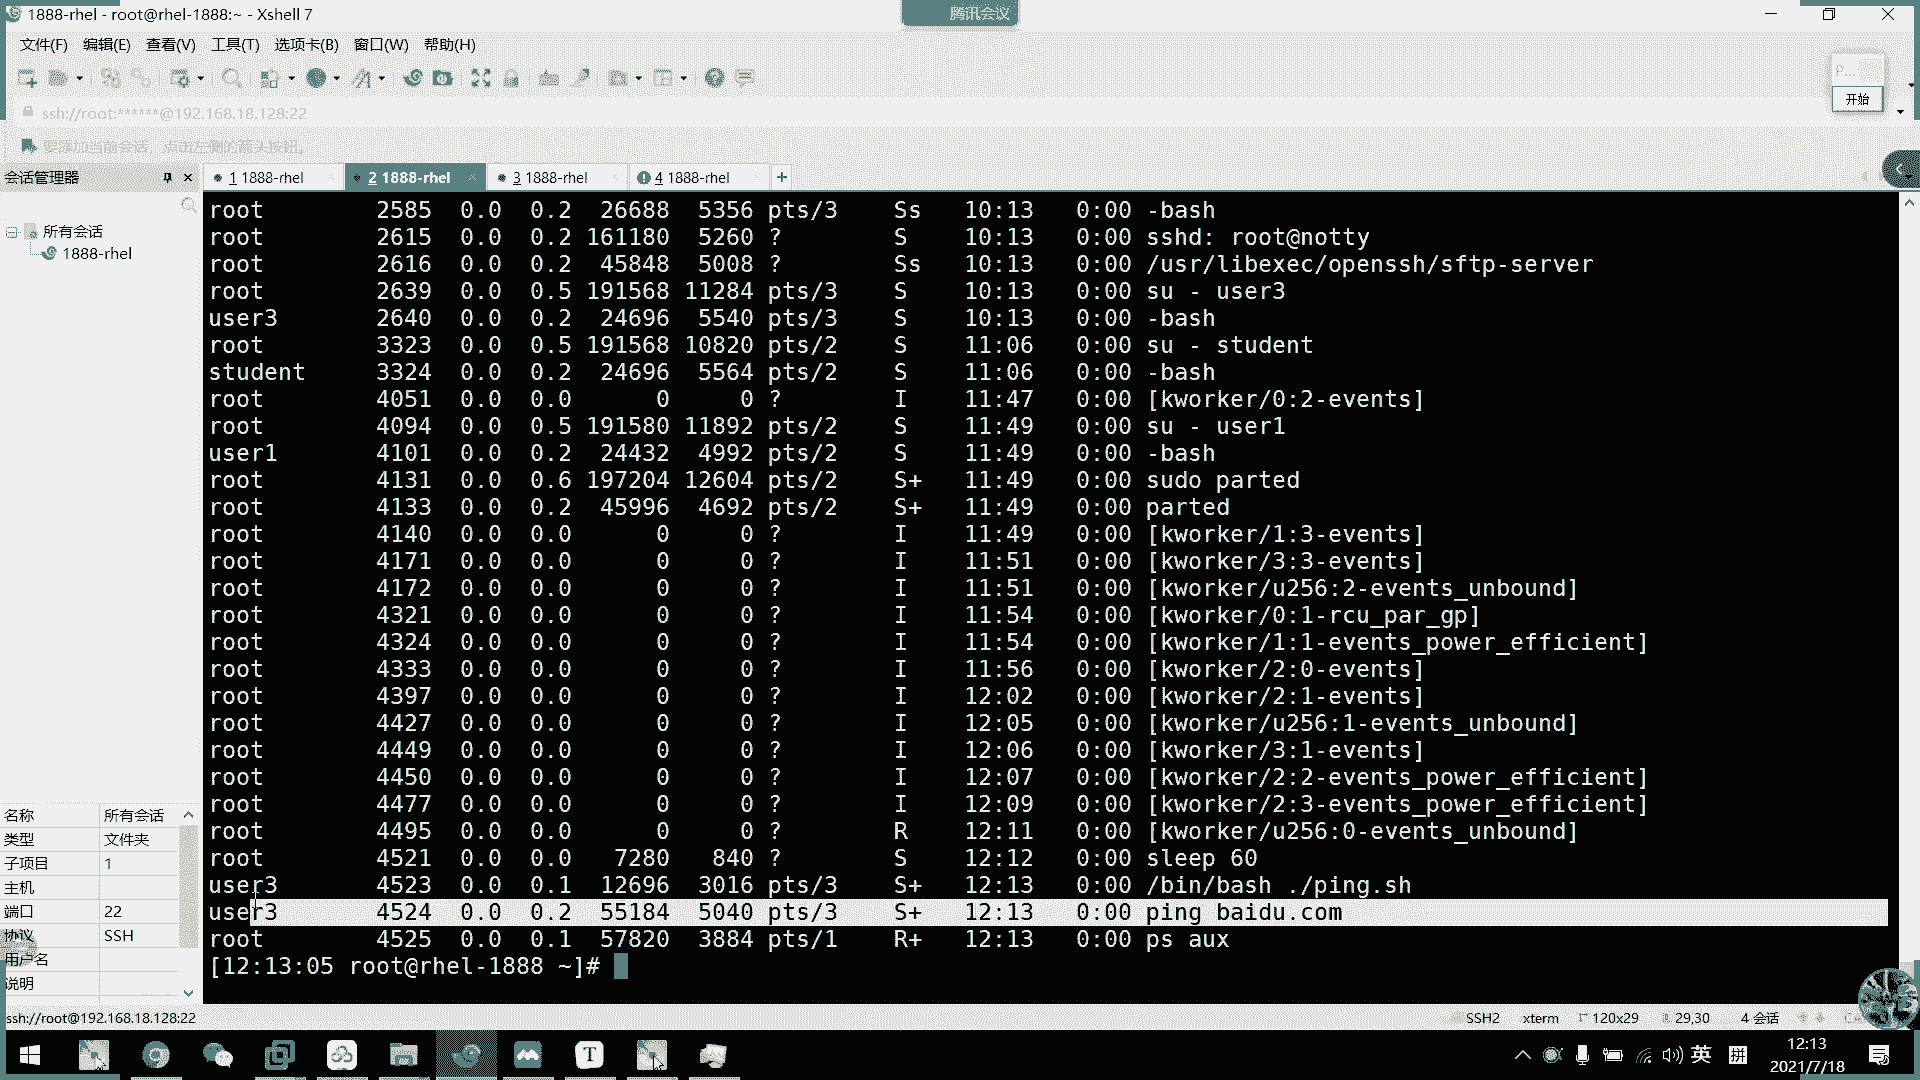 1888-rhel - root@rhel-1888:~ - Xshell 7
腾讯会议
文件(F) 编辑(E) 查看(V) 工具(T) 选项卡(B) 窗口(W) 帮助(H)
P...
开始
ssh://root:******@192.168.18.128:22
要添加当前会话，点击左侧的箭头按钮。
会话管理器
1 1888-rhel
2 1888-rhel
3 1888-rhel
4 1888-rhel
所有会话
1888-rhel
root 2585 0.0 0.2 26688 5356 pts/3 Ss 10:13 0:00 -bash
root 2615 0.0 0.2 161180 5260 ? S 10:13 0:00 sshd: root@notty
root 2616 0.0 0.2 45848 5008 ? Ss 10:13 0:00 /usr/libexec/openssh/sftp-server
root 2639 0.5 191568 11284 pts/3 S 10:13 0:00 su - user3
user3 2640 0.0 0.2 24696 5540 pts/3 S 10:13 0:00 -bash
root 3323 0.0 0.5 191568 10820 pts/2 S 11:06 0:00 su - student
student 3324 0.0 0.2 24696 5564 pts/2 S 11:06 0:00 -bash
root 4051 0.0 0.0 0 0 ? I 11:47 0:00 [kworker/0:2-events]
root 4094 0.0 0.5 191580 11892 pts/2 S 11:49 0:00 su - user1
user1 4101 0.0 0.2 24432 4992 pts/2 S 11:49 0:00 -bash
root 4131 0.0 0.6 197204 12604 pts/2 S+ 11:49 0:00 sudo parted
root 4133 0.0 0.2 45996 4692 pts/2 S+ 11:49 0:00 parted
root 4140 0.0 0.0 0 0 ? I 11:49 0:00 [kworker/1:3-events]
root 4171 0.0 0.0 0 0 ? I 11:51 0:00 [kworker/3:3-events]
root 4172 0.0 0.0 0 0 ? I 11:51 0:00 [kworker/u256:2-events_unbound]
root 4321 0.0 0.0 0 0 ? I 11:54 0:00 [kworker/0:1-rcu_par_gp]
root 4324 0.0 0.0 0 0 ? I 11:54 0:00 [kworker/1:1-events_power_efficient]
root 4333 0.0 0.0 0 0 ? I 11:56 0:00 [kworker/2:0-events]
root 4397 0.0 0.0 0 0 ? I 12:02 0:00 [kworker/2:1-events]
root 4427 0.0 0.0 0 0 ? I 12:05 0:00 [kworker/u256:1-events_unbound]
root 4449 0.0 0.0 0 0 ? I 12:06 0:00 [kworker/3:1-events]
root 4450 0.0 0.0 0 0 ? I 12:07 0:00 [kworker/2:2-events_power_efficient]
root 4477 0.0 0.0 0 0 ? I 12:09 0:00 [kworker/2:3-events_power_efficient]
root 4495 0.0 0.0 0 0 ? R 12:11 0:00 [kworker/u256:0-events_unbound]
root 4521 0.0 0.0 7280 840 ? S 12:12 0:00 sleep 60
user3 4523 0.0 0.1 12696 3016 pts/3 S+ 12:13 0:00 /bin/bash ./ping.sh
user3 4524 0.0 0.2 55184 5040 pts/3 S+ 12:13 0:00 ping baidu.com
root 4525 0.0 0.1 57820 3884 pts/1 R+ 12:13 0:00 ps aux
[12:13:05 root@rhel-1888 ~]#
名称 所有会话
类型 文件夹
子项目 1
主机
端口 22
协议 SSH
用户名
说明
ssh://root@192.168.18.128:22
SSH2 xterm 120x29 29,30 4 会话
英 拼
12:13
2021/7/18